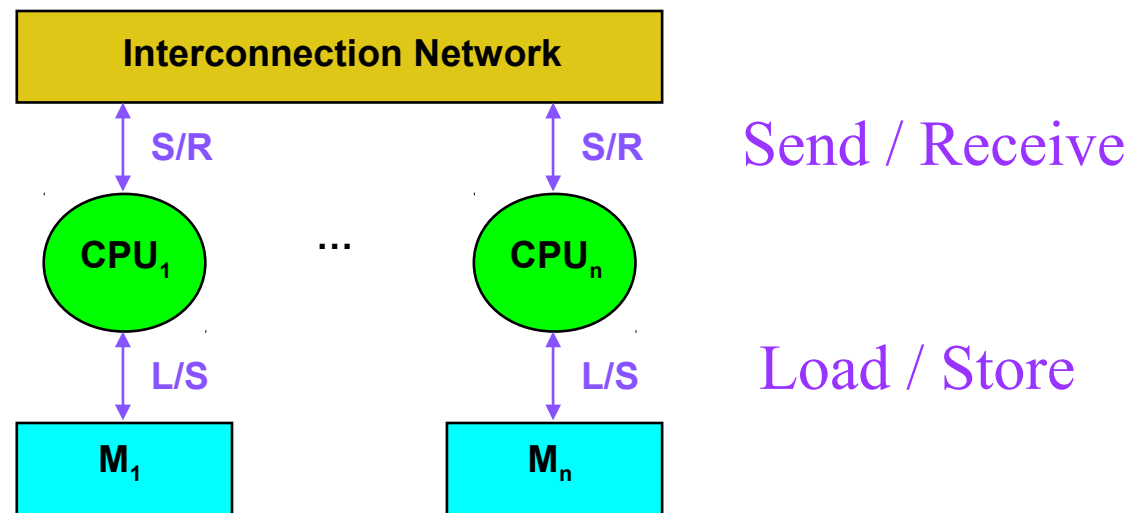 Interconnection Network
S/R S/R Send / Receive
CPU₁ ... CPUₙ
L/S L/S Load / Store
M₁ Mₙ